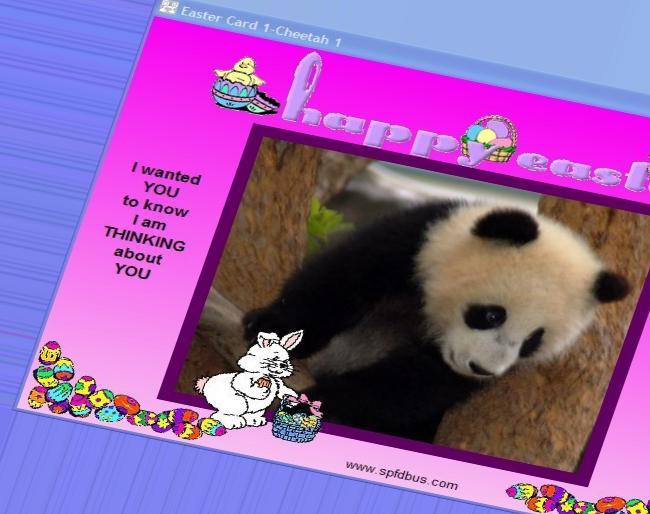 Easter Card 1-Cheetah 1
happy east
I wanted
YOU
to know
I am
THINKING
about
YOU
www.spfdbus.com